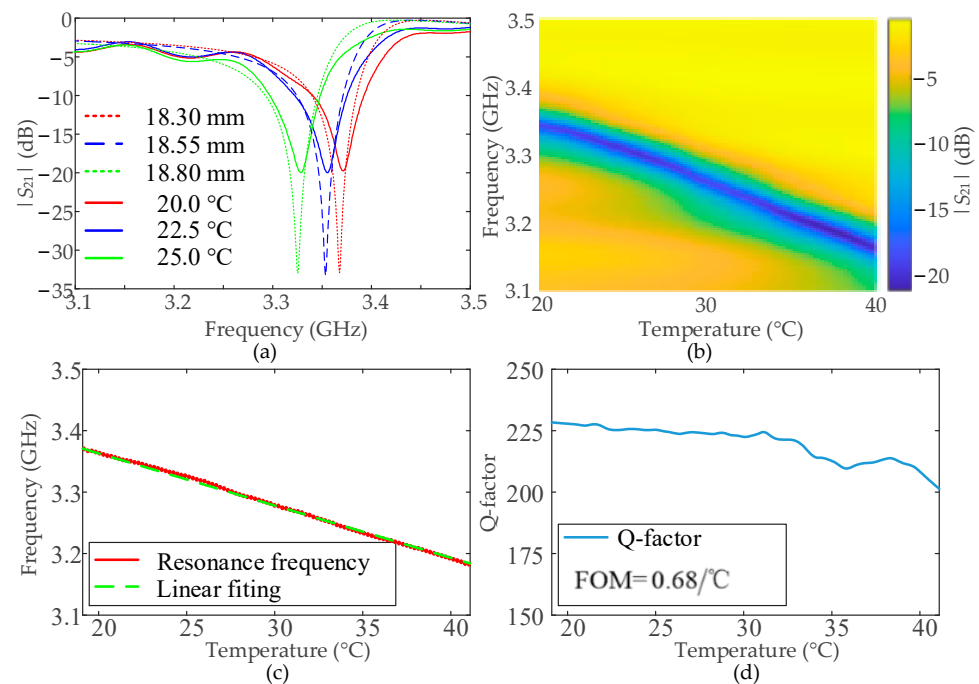 0
−5
−10
−15
−20
−25
−30
−35
|S21| (dB)
18.30 mm
18.55 mm
18.80 mm
20.0 °C
22.5 °C
25.0 °C
3.1
3.2
3.3
3.4
3.5
Frequency (GHz)
(a)
3.5
3.4
3.3
3.2
3.1
Frequency (GHz)
20
30
40
Temperature (°C)
(b)
−5
−10
−15
−20
|S21| (dB)
3.5
3.4
3.3
3.2
3.1
Frequency (GHz)
Resonance frequency
Linear fiting
20
25
30
35
40
Temperature (°C)
(c)
250
225
200
175
150
Q-factor
Q-factor
FOM=0.68/℃
20
25
30
35
40
Temperature (°C)
(d)